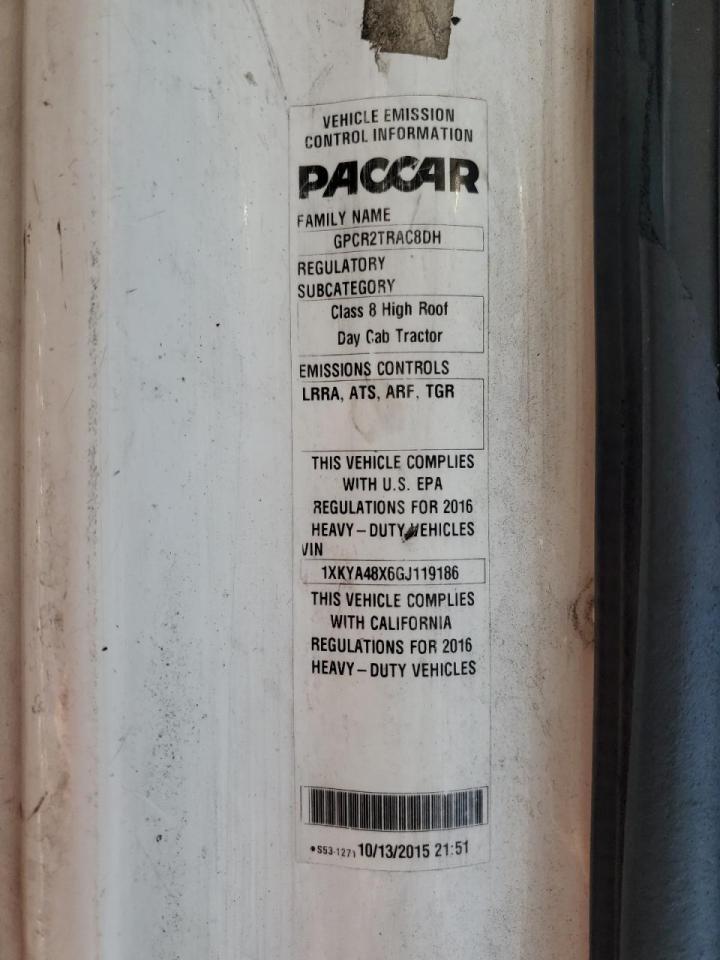 VEHICLE EMISSION
CONTROL INFORMATION
PACCAR
FAMILY NAME
GPCR2TRAC8DH
REGULATORY
SUBCATEGORY
Class 8 High Roof
Day Cab Tractor
EMISSIONS CONTROLS
LRRA, ATS, ARF, TGR
THIS VEHICLE COMPLIES
WITH U.S. EPA
REGULATIONS FOR 2016
HEAVY-DUTY VEHICLES
VIN
1XKYA48X6GJ119186
THIS VEHICLE COMPLIES
WITH CALIFORNIA
REGULATIONS FOR 2016
HEAVY-DUTY VEHICLES
•S53-1271 10/13/2015 21:51